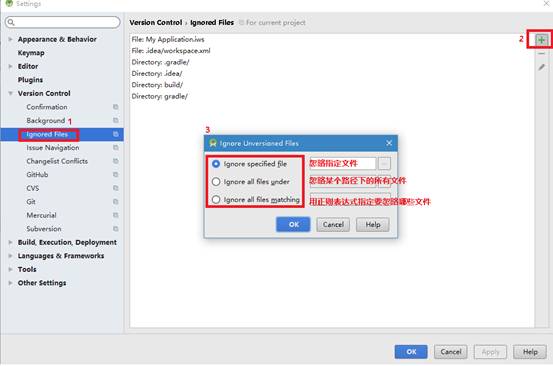 Settings
Version Control › Ignored Files
For current project
2
Appearance & Behavior
Keymap
Editor
Plugins
Version Control
Confirmation
Background
1
Ignored Files
Issue Navigation
Changelist Conflicts
GitHub
CVS
Git
Mercurial
Subversion
Build, Execution, Deployment
Languages & Frameworks
Tools
Other Settings
File: My Application.iws
File: .idea/workspace.xml
Directory: .gradle/
Directory: .idea/
Directory: build/
Directory: gradle/
3
Ignore Unversioned Files
Ignore specified file
忽略指定文件
...
Ignore all files under
忽略某个路径下的所有文件
Ignore all files matching
用正则表达式指定要忽略哪些文件
OK
Cancel
Help
OK
Cancel
Apply
Help